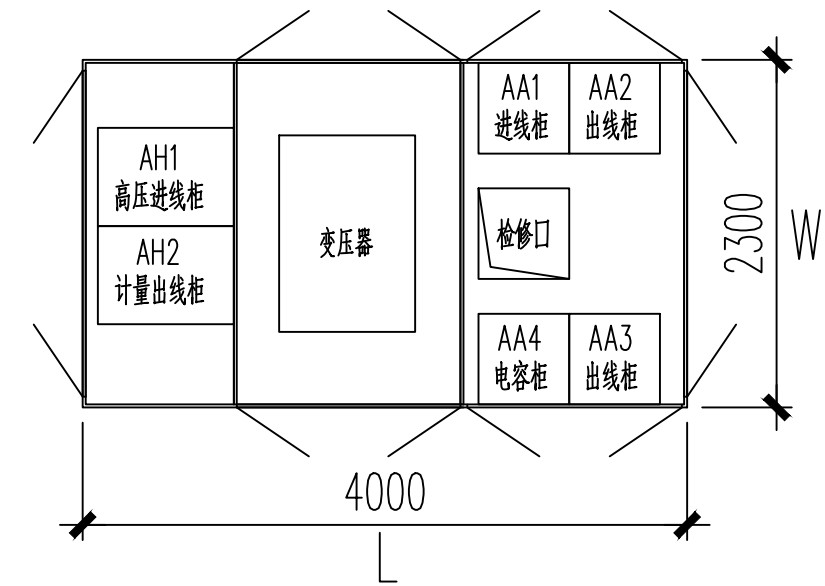 AA1
进线柜
AA2
出线柜
AH1
高压进线柜
AH2
计量出线柜
变压器
检修口
2300
W
AA4
电容柜
AA3
出线柜
4000
L